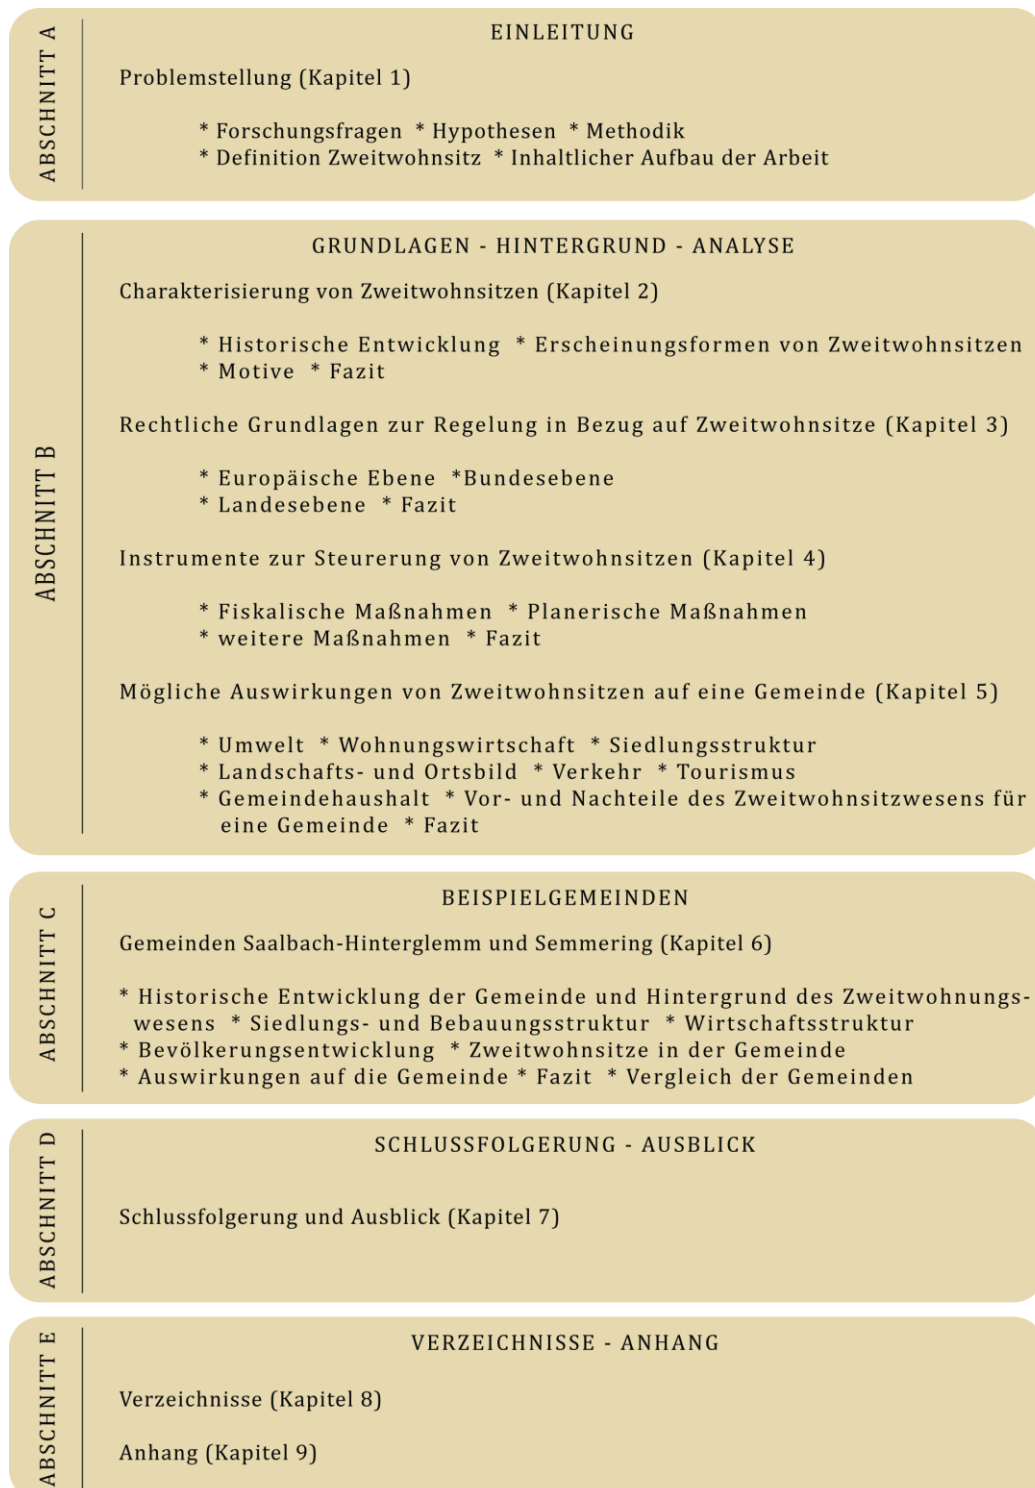 ABSCHNITT A
EINLEITUNG
Problemstellung (Kapitel 1)
* Forschungsfragen * Hypothesen * Methodik
* Definition Zweitwohnsitz * Inhaltlicher Aufbau der Arbeit
ABSCHNITT B
GRUNDLAGEN - HINTERGRUND - ANALYSE
Charakterisierung von Zweitwohnsitzen (Kapitel 2)
* Historische Entwicklung * Erscheinungsformen von Zweitwohnsitzen
* Motive * Fazit
Rechtliche Grundlagen zur Regelung in Bezug auf Zweitwohnsitze (Kapitel 3)
* Europäische Ebene *Bundesebene
* Landesebene * Fazit
Instrumente zur Steurerung von Zweitwohnsitzen (Kapitel 4)
* Fiskalische Maßnahmen * Planerische Maßnahmen
* weitere Maßnahmen * Fazit
Mögliche Auswirkungen von Zweitwohnsitzen auf eine Gemeinde (Kapitel 5)
* Umwelt * Wohnungswirtschaft * Siedlungsstruktur
* Landschafts- und Ortsbild * Verkehr * Tourismus
* Gemeindehaushalt * Vor- und Nachteile des Zweitwohnsitzwesens für
eine Gemeinde * Fazit
ABSCHNITT C
BEISPIELGEMEINDEN
Gemeinden Saalbach-Hinterglemm und Semmering (Kapitel 6)
* Historische Entwicklung der Gemeinde und Hintergrund des Zweitwohnungs-
wesens * Siedlungs- und Bebauungsstruktur * Wirtschaftsstruktur
* Bevölkerungsentwicklung * Zweitwohnsitze in der Gemeinde
* Auswirkungen auf die Gemeinde * Fazit * Vergleich der Gemeinden
ABSCHNITT D
SCHLUSSFOLGERUNG - AUSBLICK
Schlussfolgerung und Ausblick (Kapitel 7)
ABSCHNITT E
VERZEICHNISSE - ANHANG
Verzeichnisse (Kapitel 8)
Anhang (Kapitel 9)